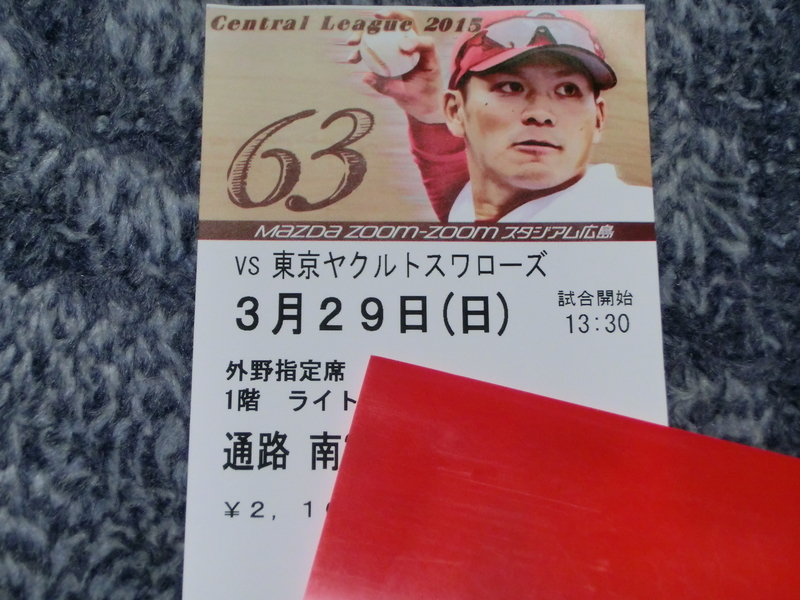 Central League 2015
63
mazda zoom-zoom スタジアム広島
VS 東京ヤクルトスワローズ
3月29日(日)
試合開始
13:30
外野指定席
1階 ライト
通路 南
¥2, 1